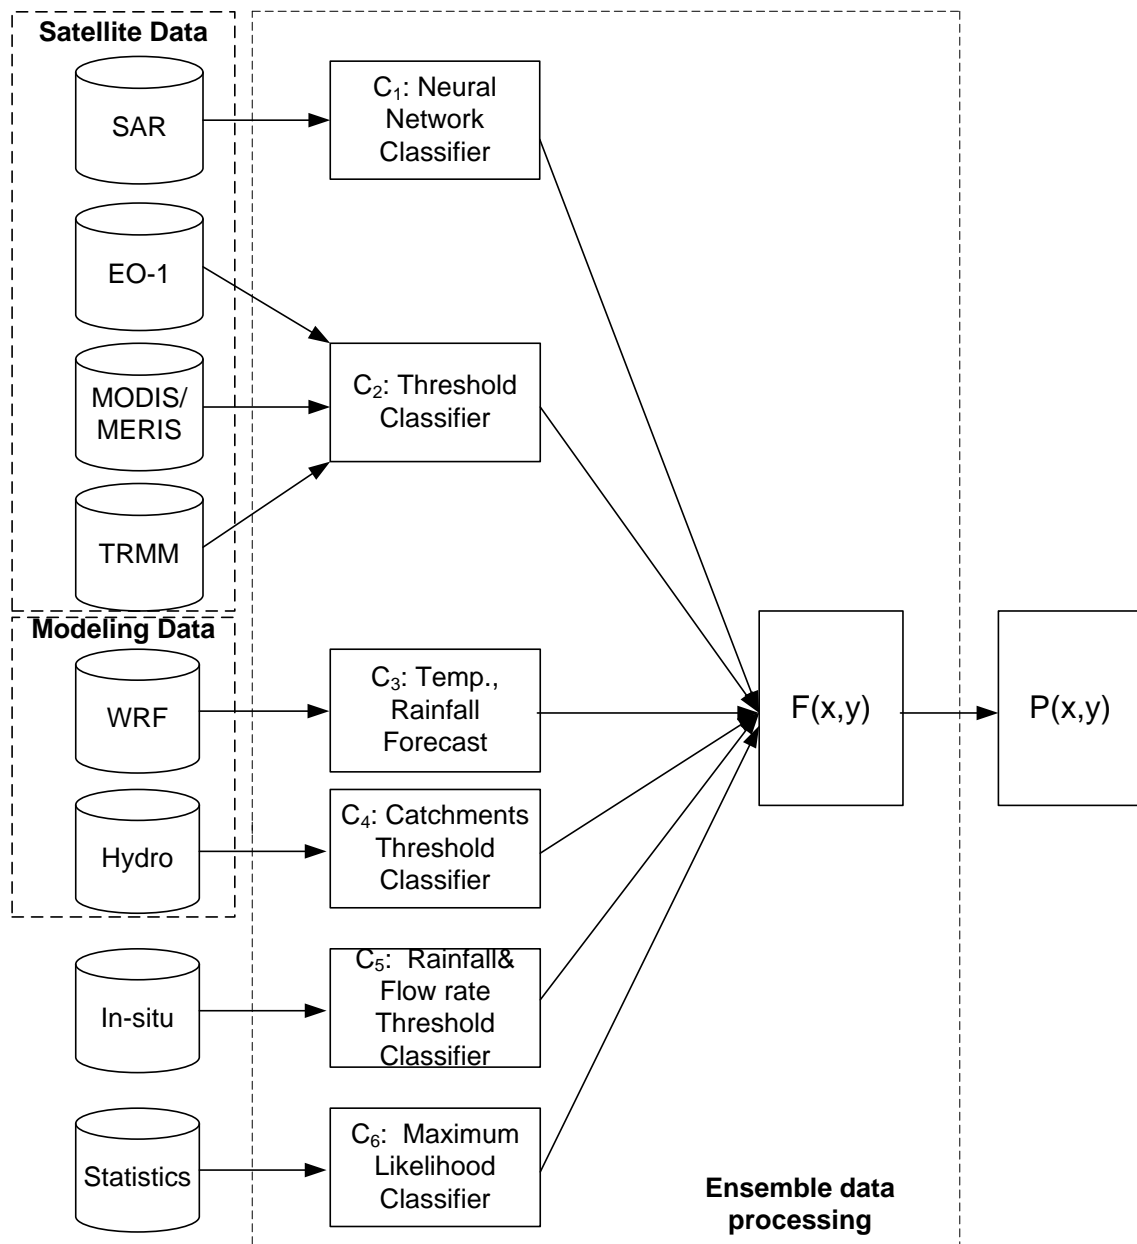 Satellite Data
SAR
C₁: Neural
Network
Classifier
EO-1
MODIS/
MERIS
C₂: Threshold
Classifier
TRMM
Modeling Data
WRF
C₃: Temp.,
Rainfall
Forecast
F(x,y)
P(x,y)
Hydro
C₄: Catchments
Threshold
Classifier
In-situ
C₅: Rainfall&
Flow rate
Threshold
Classifier
Statistics
C₆: Maximum
Likelihood
Classifier
Ensemble data
processing